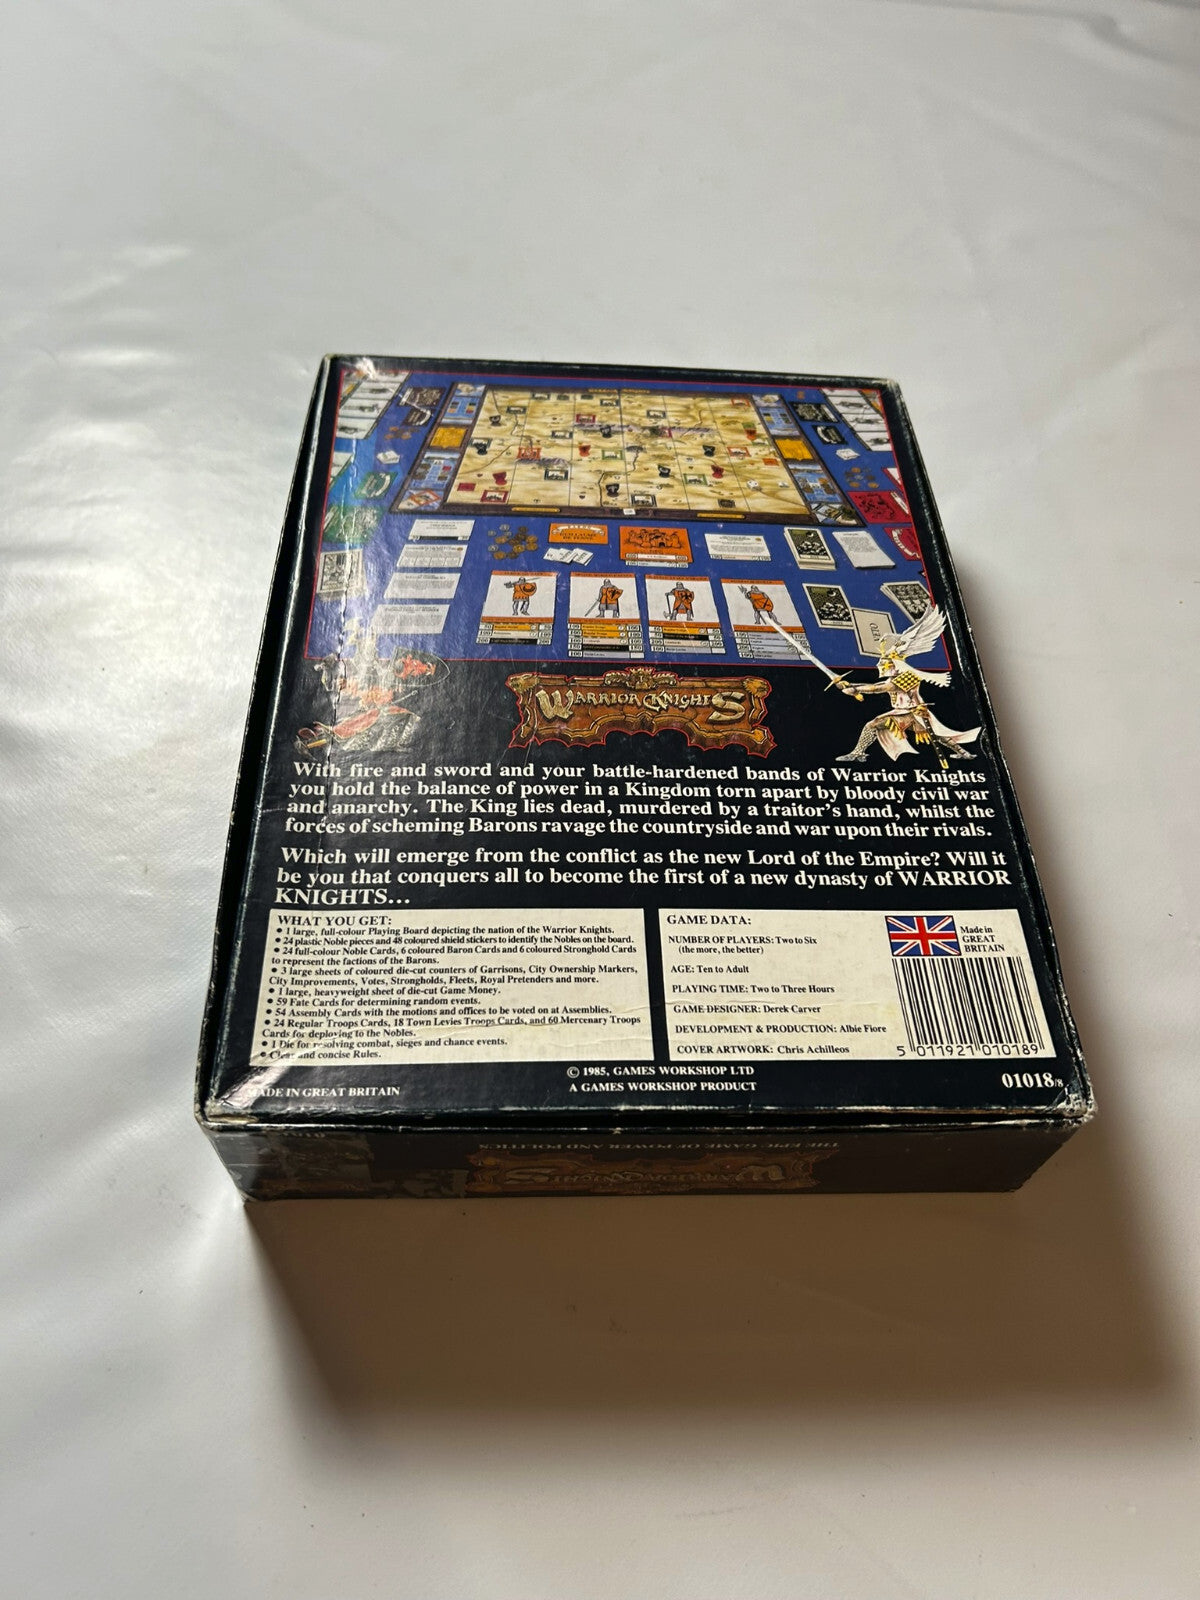 VETO
WARRIOR KNIGHTS
With fire and sword and your battle-hardened bands of Warrior Knights
you hold the balance of power in a Kingdom torn apart by bloody civil war
and anarchy. The King lies dead, murdered by a traitor's hand, whilst the
forces of scheming Barons ravage the countryside and war upon their rivals.
Which will emerge from the conflict as the new Lord of the Empire? Will it
be you that conquers all to become the first of a new dynasty of WARRIOR
KNIGHTS...
WHAT YOU GET:
• 1 large, full-colour Playing Board depicting the nation of the Warrior Knights.
• 24 plastic Noble pieces and 48 coloured shield stickers to identify the Nobles on the board.
• 24 full-colour Noble Cards, 6 coloured Baron Cards and 6 coloured Stronghold Cards
to represent the factions of the Barons.
• 3 large sheets of coloured die-cut counters of Garrisons, City Ownership Markers,
City Improvements, Votes, Strongholds, Fleets, Royal Pretenders and more.
• 1 large, heavyweight sheet of die-cut Game Money.
• 59 Fate Cards for determining random events.
• 54 Assembly Cards with the motions and offices to be voted on at Assemblies.
• 24 Regular Troops Cards, 18 Town Levies Troops Cards, and 60 Mercenary Troops
Cards for deploying to the Nobles.
• 1 Die for resolving combat, sieges and chance events.
• Clear and concise Rules.
GAME DATA:
NUMBER OF PLAYERS: Two to Six
(the more, the better)
AGE: Ten to Adult
PLAYING TIME: Two to Three Hours
GAME DESIGNER: Derek Carver
DEVELOPMENT & PRODUCTION: Albie Fiore
COVER ARTWORK: Chris Achilleos
Made in
GREAT
BRITAIN
5 011921 010189
© 1985, GAMES WORKSHOP LTD
A GAMES WORKSHOP PRODUCT
MADE IN GREAT BRITAIN
01018/8
THE EPIC GAME OF POWER AND POLITICS
WARRIOR KNIGHTS